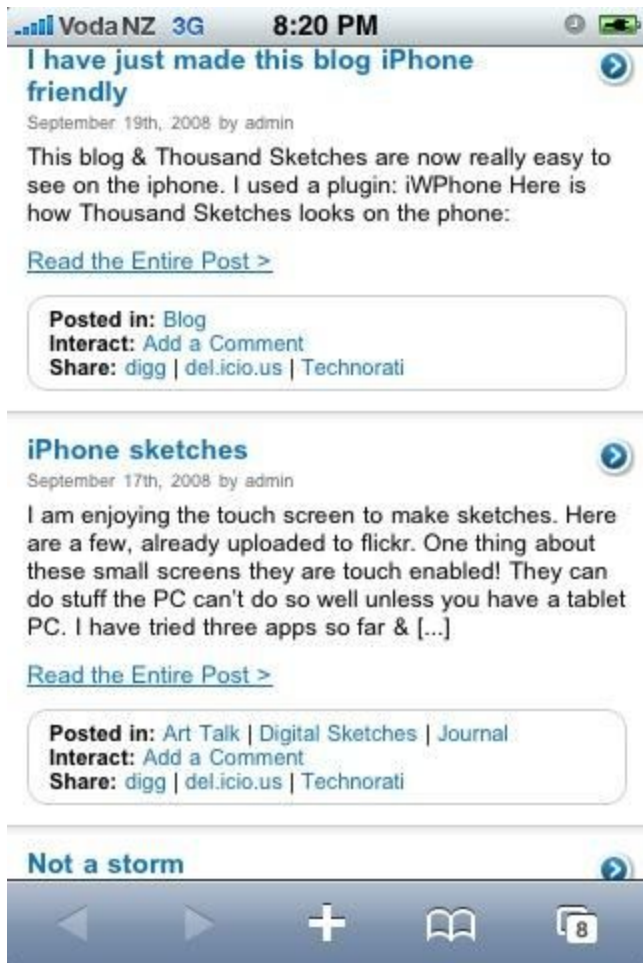 Voda NZ 3G 8:20 PM
I have just made this blog iPhone
friendly
September 19th, 2008 by admin
This blog & Thousand Sketches are now really easy to
see on the iphone. I used a plugin: iWPhone Here is
how Thousand Sketches looks on the phone:
Read the Entire Post >
Posted in: Blog
Interact: Add a Comment
Share: digg | del.icio.us | Technorati
iPhone sketches
September 17th, 2008 by admin
I am enjoying the touch screen to make sketches. Here
are a few, already uploaded to flickr. One thing about
these small screens they are touch enabled! They can
do stuff the PC can't do so well unless you have a tablet
PC. I have tried three apps so far & [...]
Read the Entire Post >
Posted in: Art Talk | Digital Sketches | Journal
Interact: Add a Comment
Share: digg | del.icio.us | Technorati
Not a storm
8